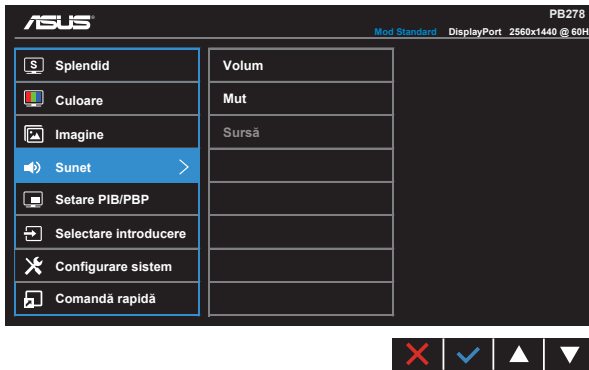 ASUS
PB278
Mod Standard DisplayPort 2560x1440 @ 60H
S Splendid
Culoare
Imagine
Sunet
Setare PIB/PBP
Selectare introducere
Configurare sistem
Comandă rapidă
Volum
Mut
Sursă